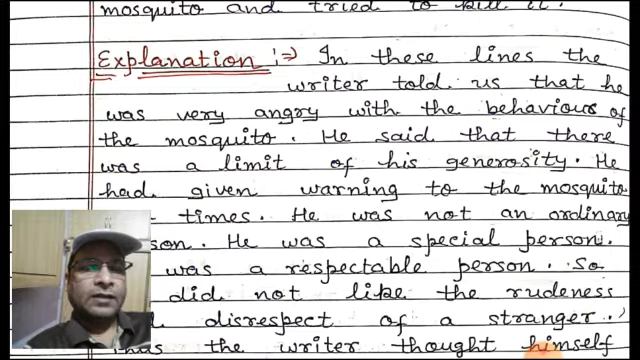 mosquito and tried to kill it.
Explanation :→ In these lines the
writer told us that he
was very angry with the behaviour of
the mosquito. He said that there
was a limit of his generosity. He
had given warning to the mosquito
times. He was not an ordinary
He was a special person.
was a respectable person. So
did not like the rudeness
disrespect of a stranger.
Thus the writer thought himself